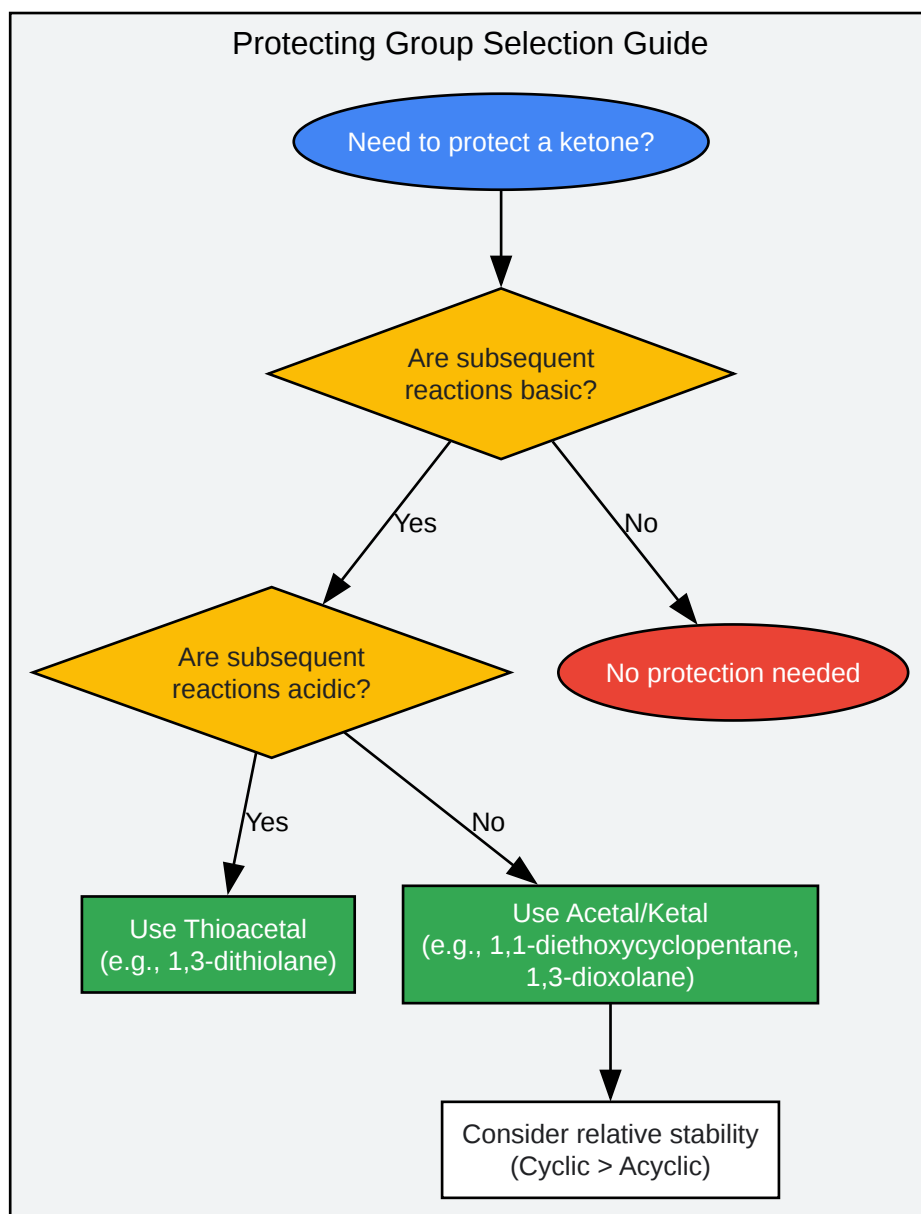 Protecting Group Selection Guide
Need to protect a ketone?
Are subsequent
reactions basic?
Yes
No
Are subsequent
reactions acidic?
No protection needed
Yes
No
Use Thioacetal
(e.g., 1,3-dithiolane)
Use Acetal/Ketal
(e.g., 1,1-diethoxycyclopentane,
1,3-dioxolane)
Consider relative stability
(Cyclic > Acyclic)